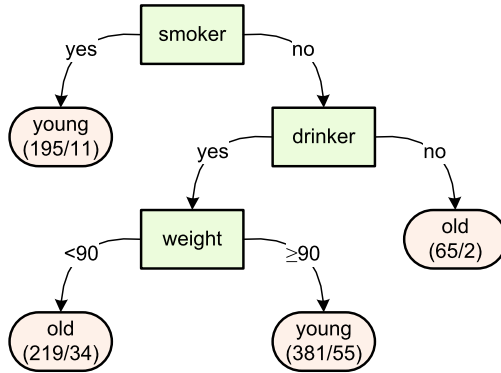 smoker
yes
no
young
(195/11)
drinker
yes
no
weight
old
(65/2)
<90
≥90
old
(219/34)
young
(381/55)